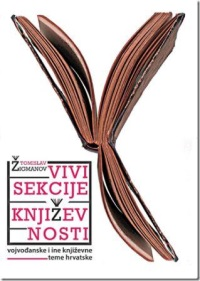 TOMISLAV
ŽIGMANOV
VIVI
SEKCIJE
KNJIŽEV
NOSTI
vojvođanske i ine književne
teme hrvatske